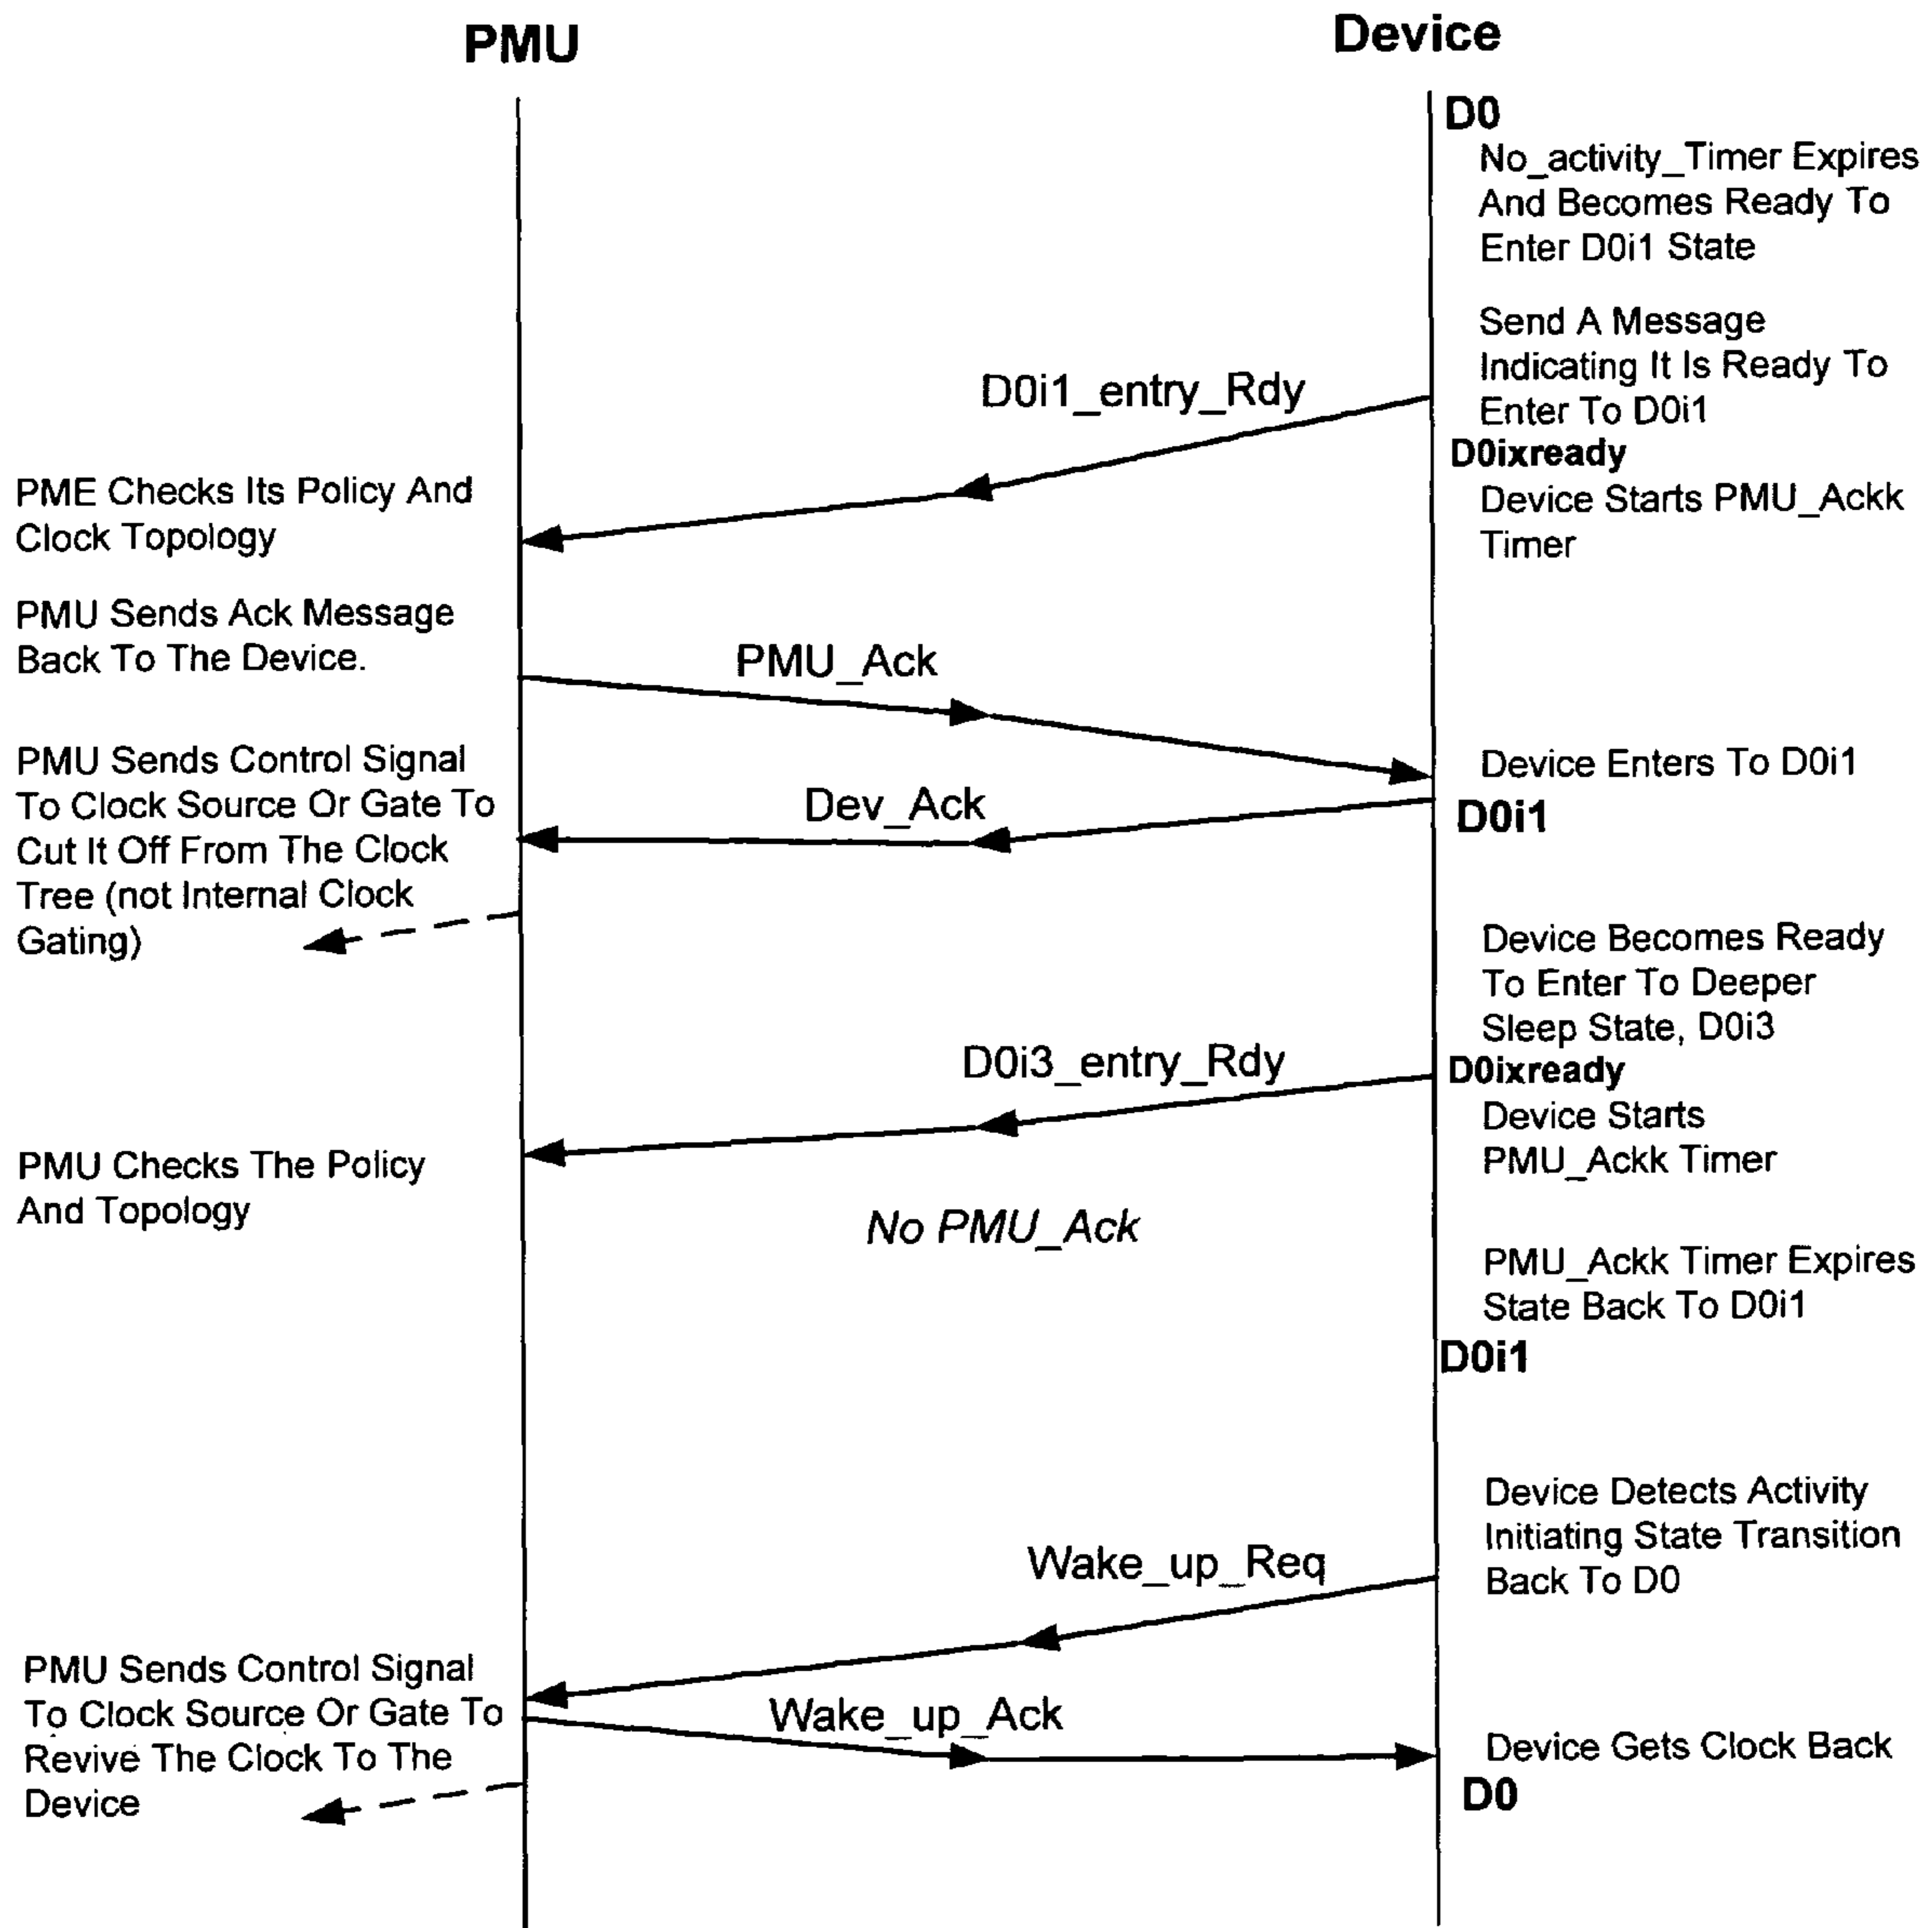 PMU
Device
D0
No_activity_Timer Expires
And Becomes Ready To
Enter D0i1 State
Send A Message
Indicating It Is Ready To
Enter To D0i1
D0i1_entry_Rdy
D0ixready
Device Starts PMU_Ackk
Timer
PME Checks Its Policy And
Clock Topology
PMU Sends Ack Message
Back To The Device.
PMU_Ack
Device Enters To D0i1
D0i1
Dev_Ack
PMU Sends Control Signal
To Clock Source Or Gate To
Cut It Off From The Clock
Tree (not Internal Clock
Gating)
Device Becomes Ready
To Enter To Deeper
Sleep State, D0i3
D0i3_entry_Rdy
D0ixready
Device Starts
PMU_Ackk Timer
PMU Checks The Policy
And Topology
No PMU_Ack
PMU_Ackk Timer Expires
State Back To D0i1
D0i1
Device Detects Activity
Initiating State Transition
Back To D0
Wake_up_Req
PMU Sends Control Signal
To Clock Source Or Gate To
Revive The Clock To The
Device
Wake_up_Ack
Device Gets Clock Back
D0